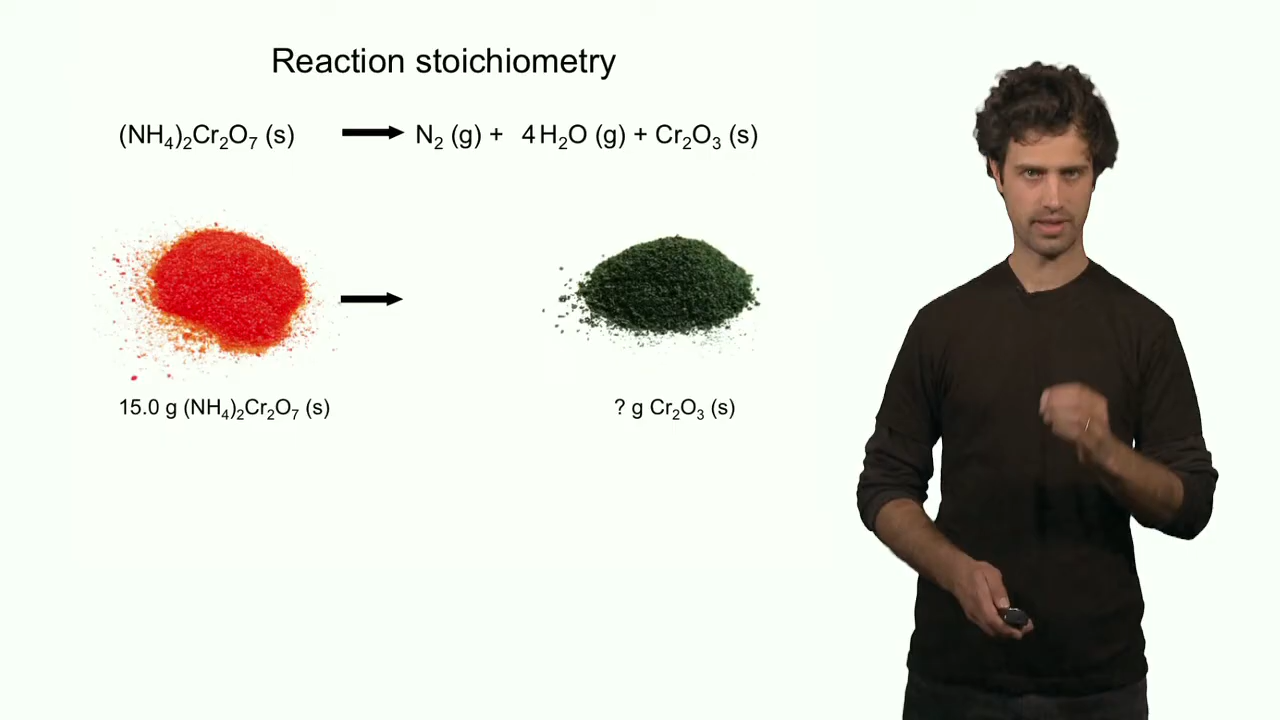 Reaction stoichiometry
(NH₄)₂Cr₂O₇ (s) → N₂ (g) + 4 H₂O (g) + Cr₂O₃ (s)
15.0 g (NH₄)₂Cr₂O₇ (s) ? g Cr₂O₃ (s)